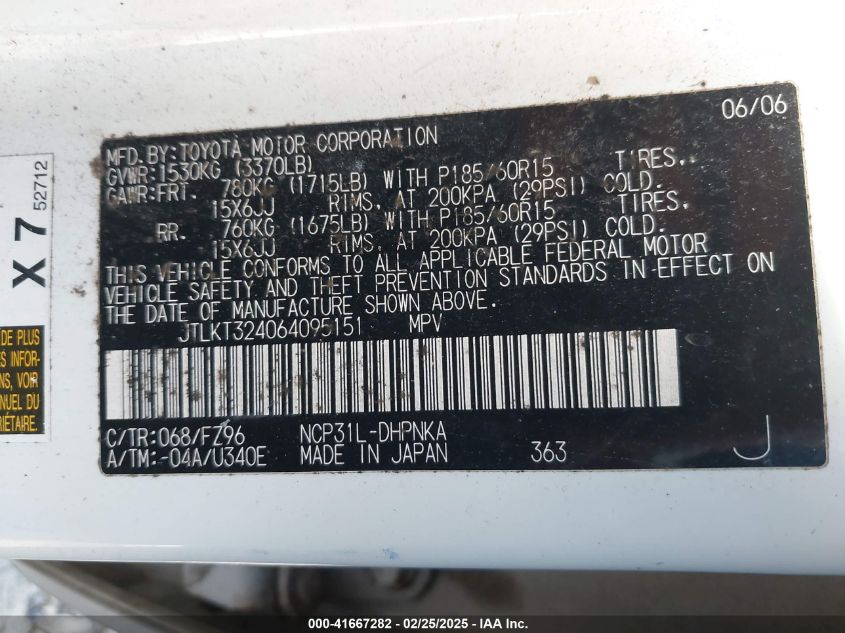 06/06
MFD.BY:TOYOTA MOTOR CORPORATION
GVWR:1530KG (3370LB)
GAWR:FRT. 780KG (1715LB) WITH P185/60R15 TIRES,
15X6JJ RIMS, AT 200KPA (29PSI) COLD.
RR. 760KG (1675LB) WITH P185/60R15 TIRES,
15X6JJ RIMS, AT 200KPA (29PSI) COLD.
THIS VEHICLE CONFORMS TO ALL APPLICABLE FEDERAL MOTOR
VEHICLE SAFETY AND THEFT PREVENTION STANDARDS IN EFFECT ON
THE DATE OF MANUFACTURE SHOWN ABOVE.
JTLKT324064095151 MPV
C/TR:068/FZ96 NCP31L-DHPNKA
A/TM:-04A/U340E MADE IN JAPAN 363
J
X 7
52712
DE PLUS
INFOR-
NS, VOIR
NUEL DU
RIÉTAIRE.
000-41667282 - 02/25/2025 - IAA Inc.